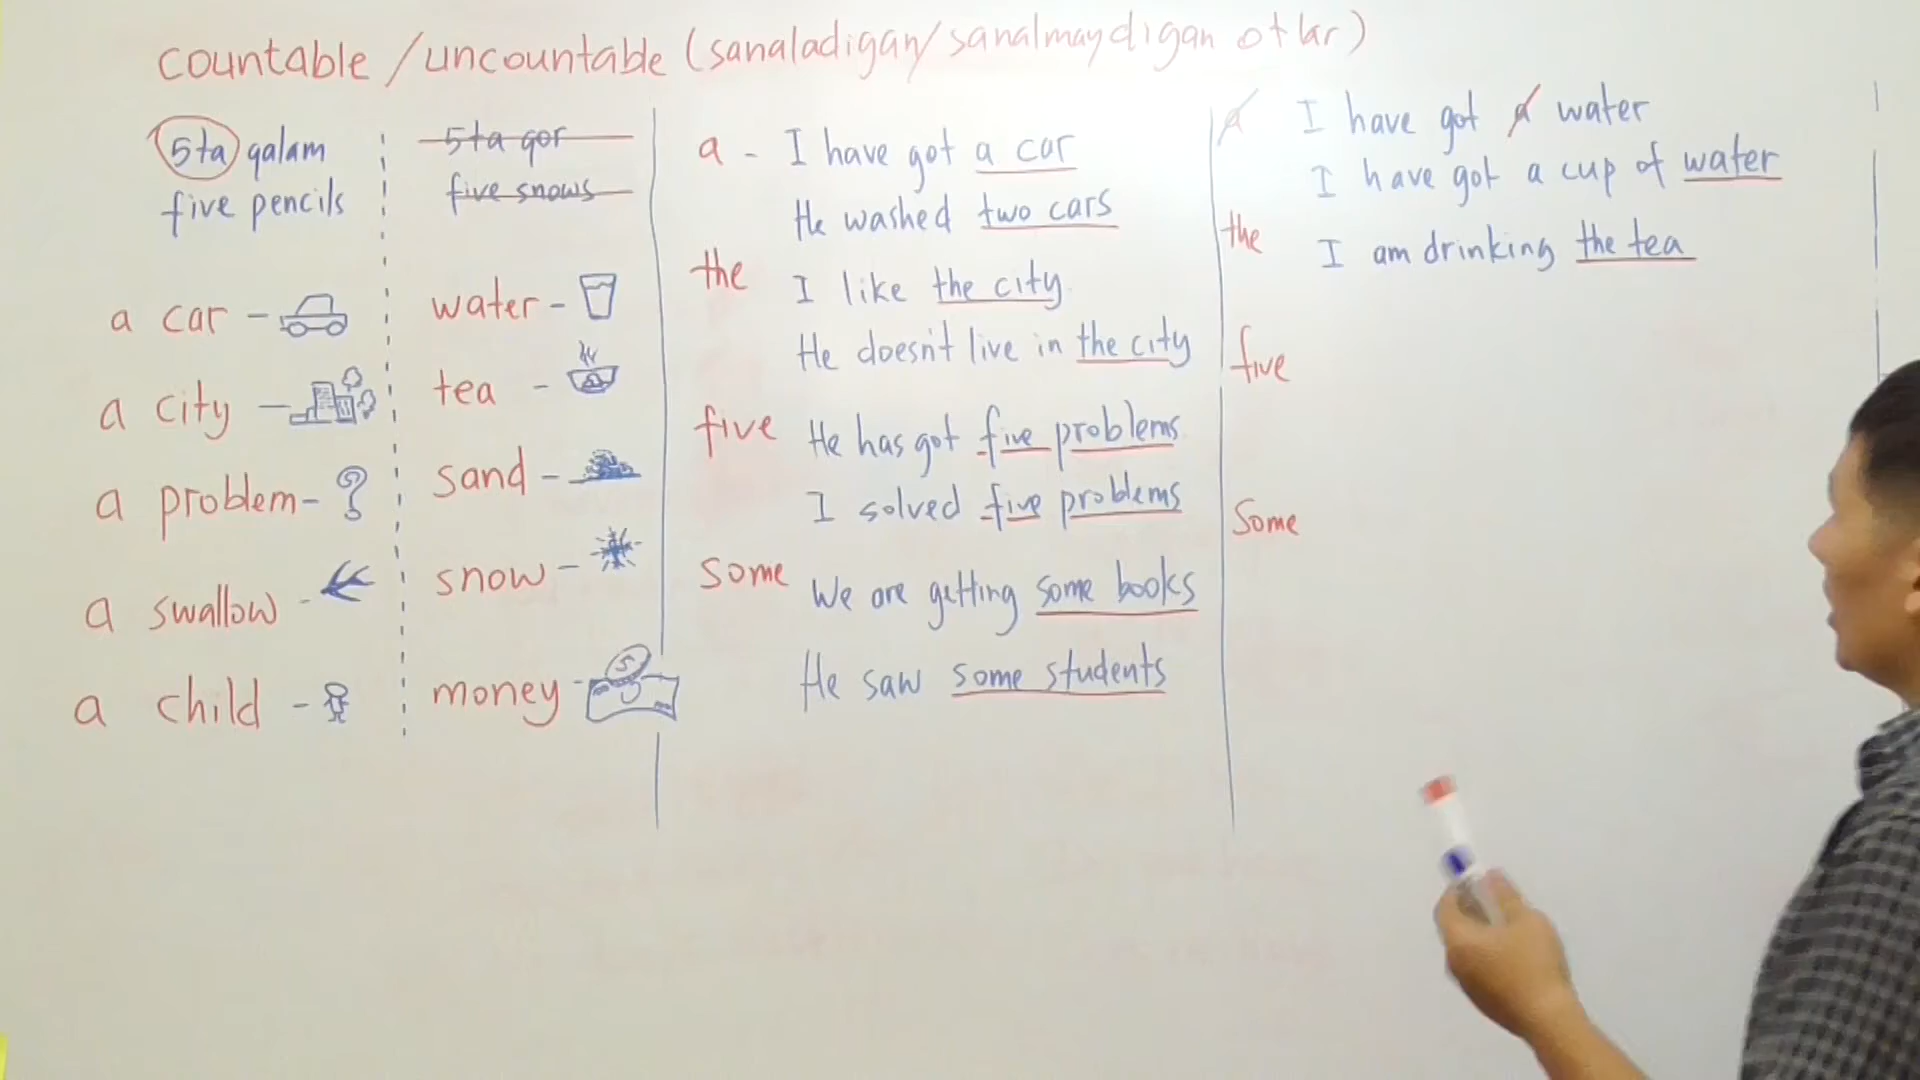 countable /uncountable (sanaladigan/sanalmaydigan otlar)
5ta qalam
five pencils
5ta qor
five snows
a car -
a city -
a problem - ?
a swallow -
a child -
water -
tea -
sand -
snow -
money - $
a - I have got a car
He washed two cars
the I like the city
He doesn't live in the city
five He has got five problems
I solved five problems
some We are getting some books
He saw some students
a I have got a water
I have got a cup of water
the I am drinking the tea
five
Some